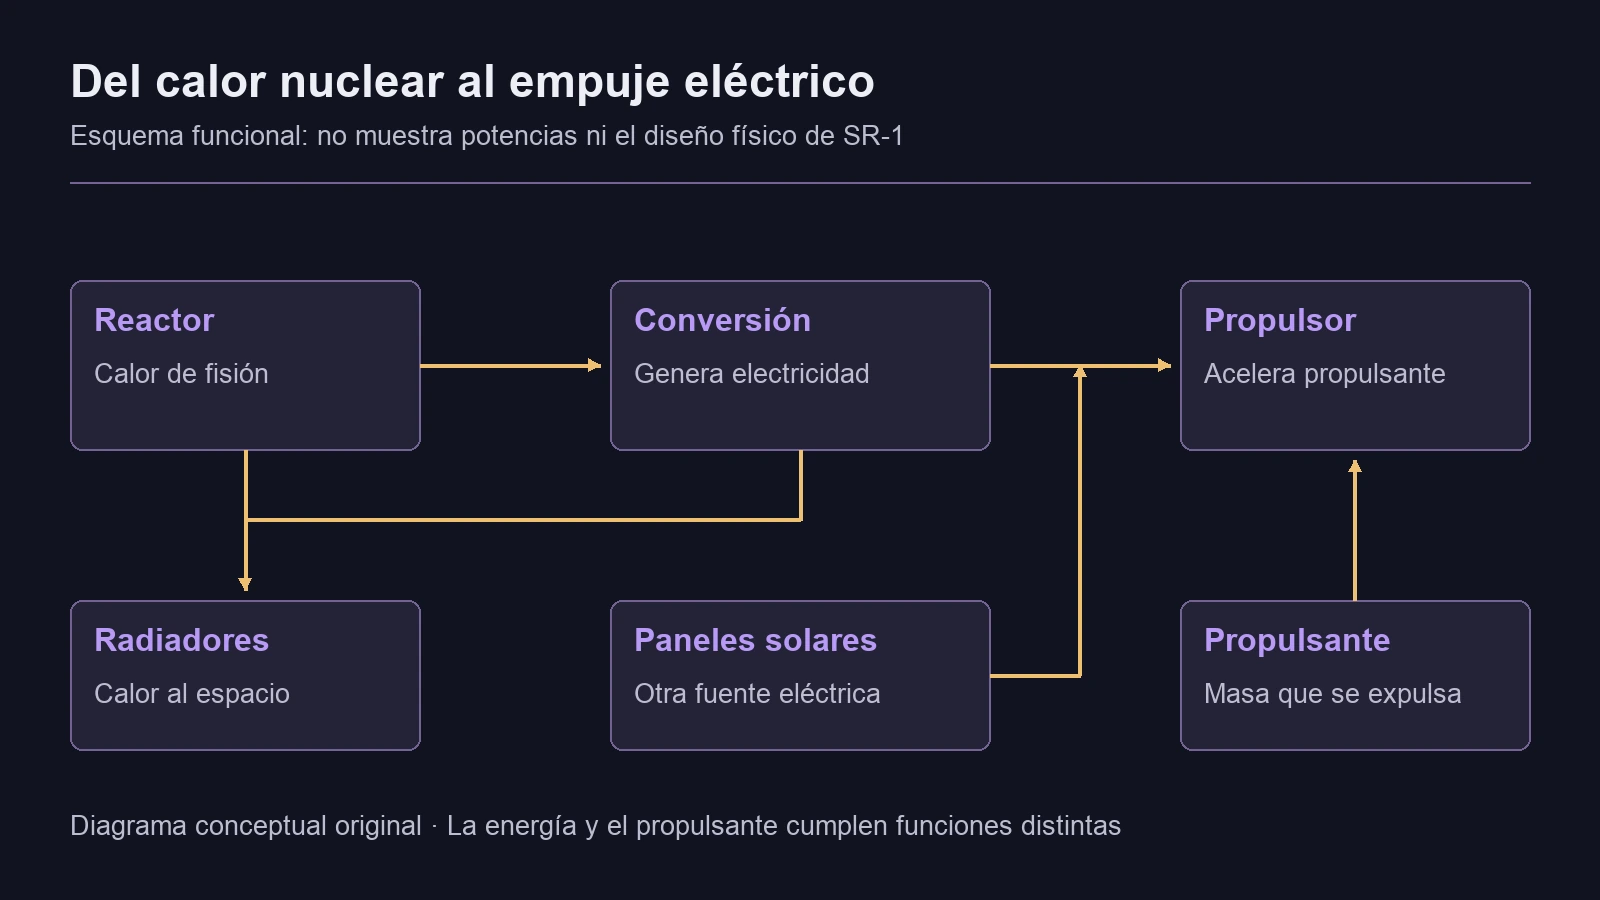 Del calor nuclear al empuje eléctrico
Esquema funcional: no muestra potencias ni el diseño físico de SR-1
Reactor
Calor de fisión
Conversión
Genera electricidad
Propulsor
Acelera propulsante
Radiadores
Calor al espacio
Paneles solares
Otra fuente eléctrica
Propulsante
Masa que se expulsa
Diagrama conceptual original · La energía y el propulsante cumplen funciones distintas